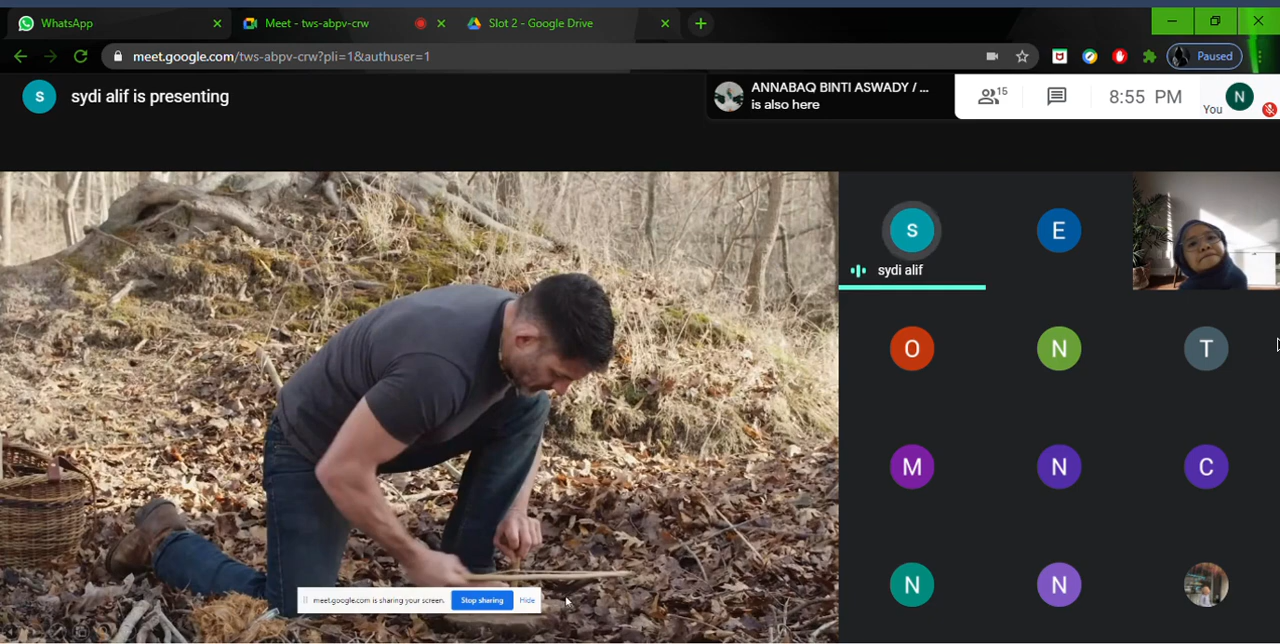 WhatsApp
Meet - tws-abpv-crw
Slot 2 - Google Drive
meet.google.com/tws-abpv-crw?pli=1&authuser=1
Paused
S
sydi alif is presenting
ANNABAQ BINTI ASWADY / ...
is also here
15
8:55 PM
You
N
S
sydi alif
E
O
N
T
M
N
C
N
N
meet.google.com is sharing your screen.
Stop sharing
Hide